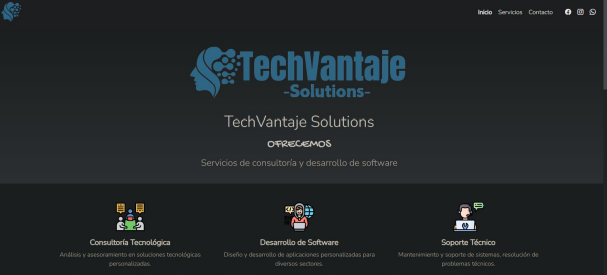 Inicio Servicios Contacto
TechVantaje
-Solutions-
TechVantaje Solutions
OFRECEMOS
Servicios de consultoría y desarrollo de software
Consultoría Tecnológica
Análisis y asesoramiento en soluciones tecnológicas
personalizadas.
Desarrollo de Software
Diseño y desarrollo de aplicaciones personalizadas para
diversos sectores.
Soporte Técnico
Mantenimiento y soporte de sistemas, resolución de
problemas técnicos.